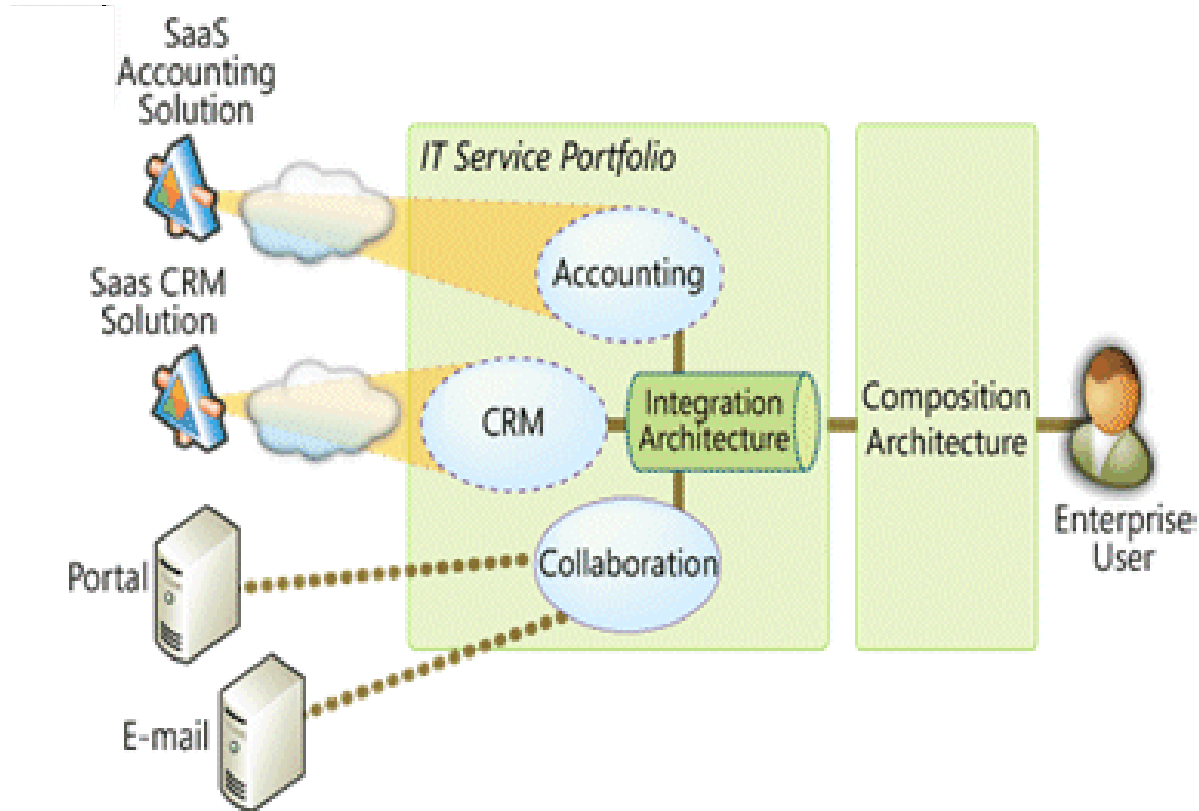 SaaS
Accounting
Solution
IT Service Portfolio
Accounting
Saas CRM
Solution
CRM
Integration
Architecture
Composition
Architecture
Enterprise
User
Collaboration
Portal
E-mail